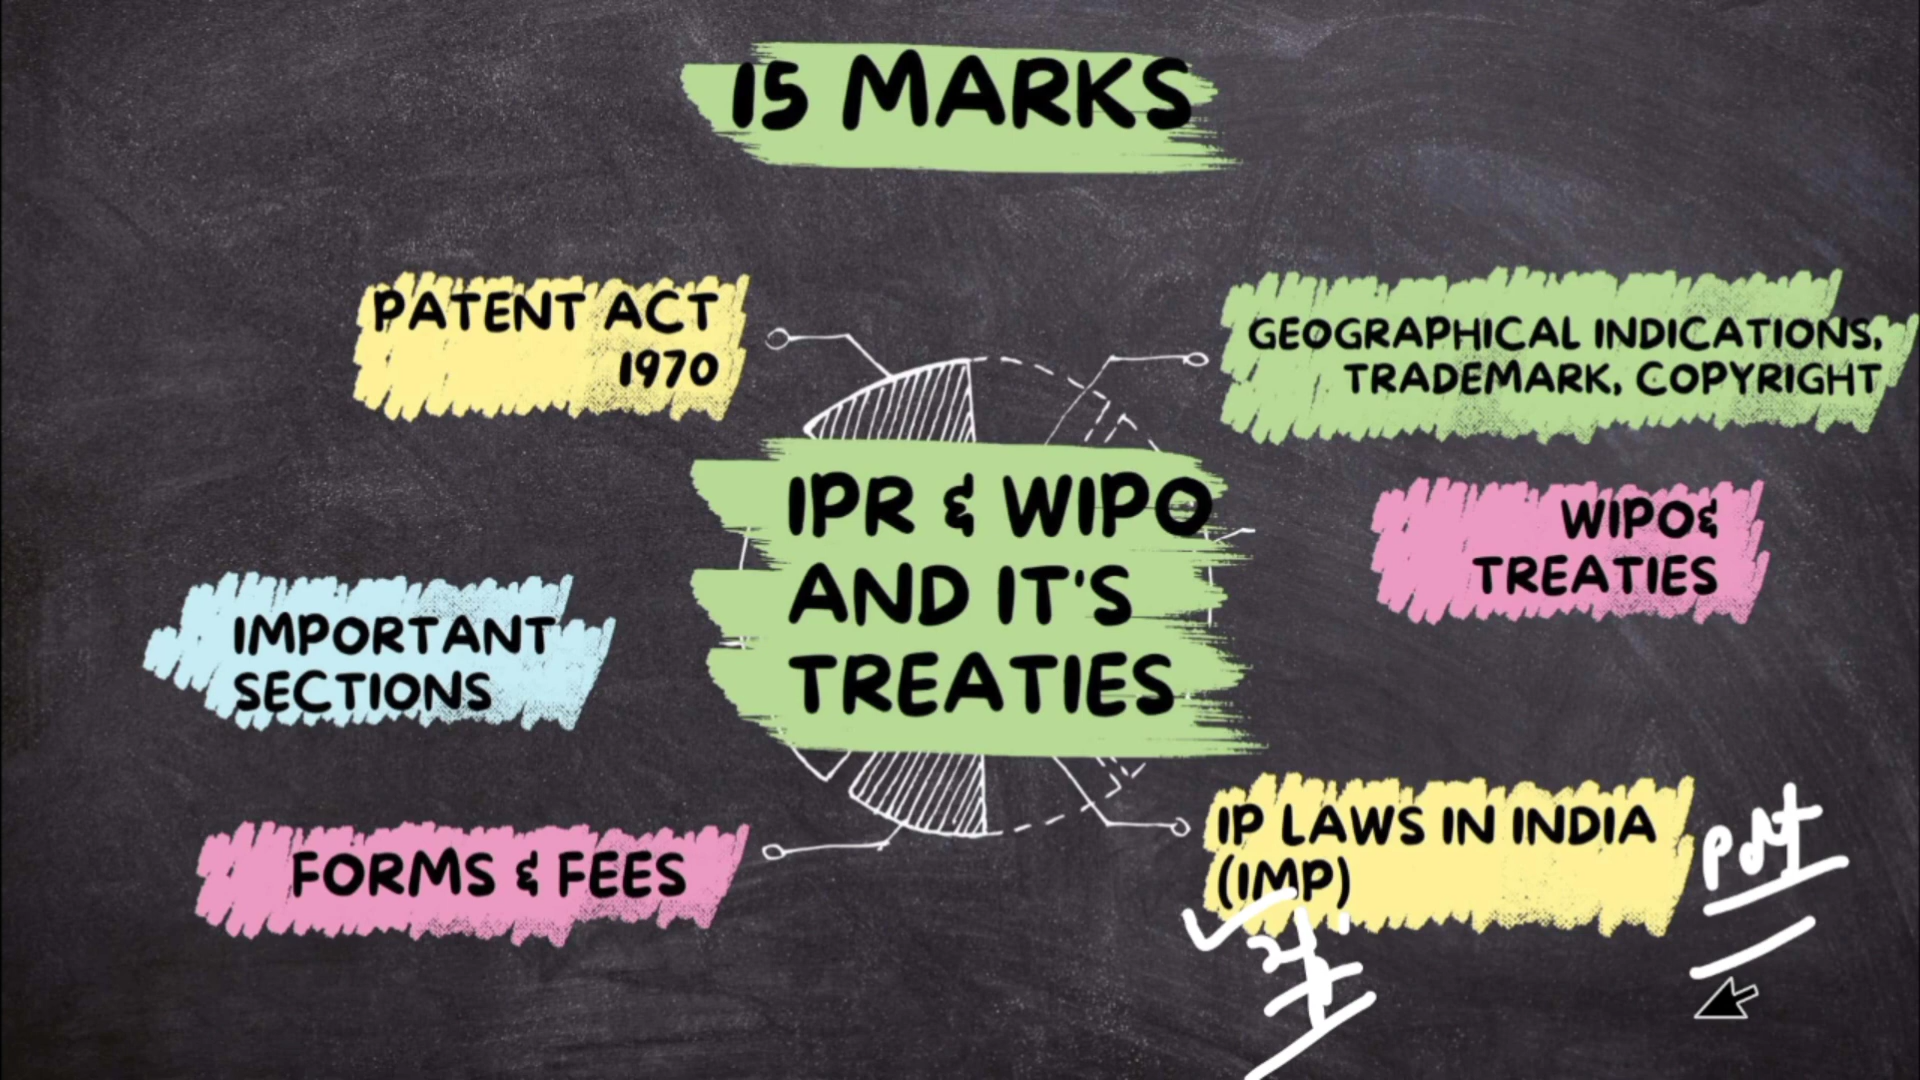 15 MARKS
PATENT ACT
1970
GEOGRAPHICAL INDICATIONS,
TRADEMARK, COPYRIGHT
IPR & WIPO
AND IT'S
TREATIES
WIPO&
TREATIES
IMPORTANT
SECTIONS
FORMS & FEES
IP LAWS IN INDIA
(IMP)